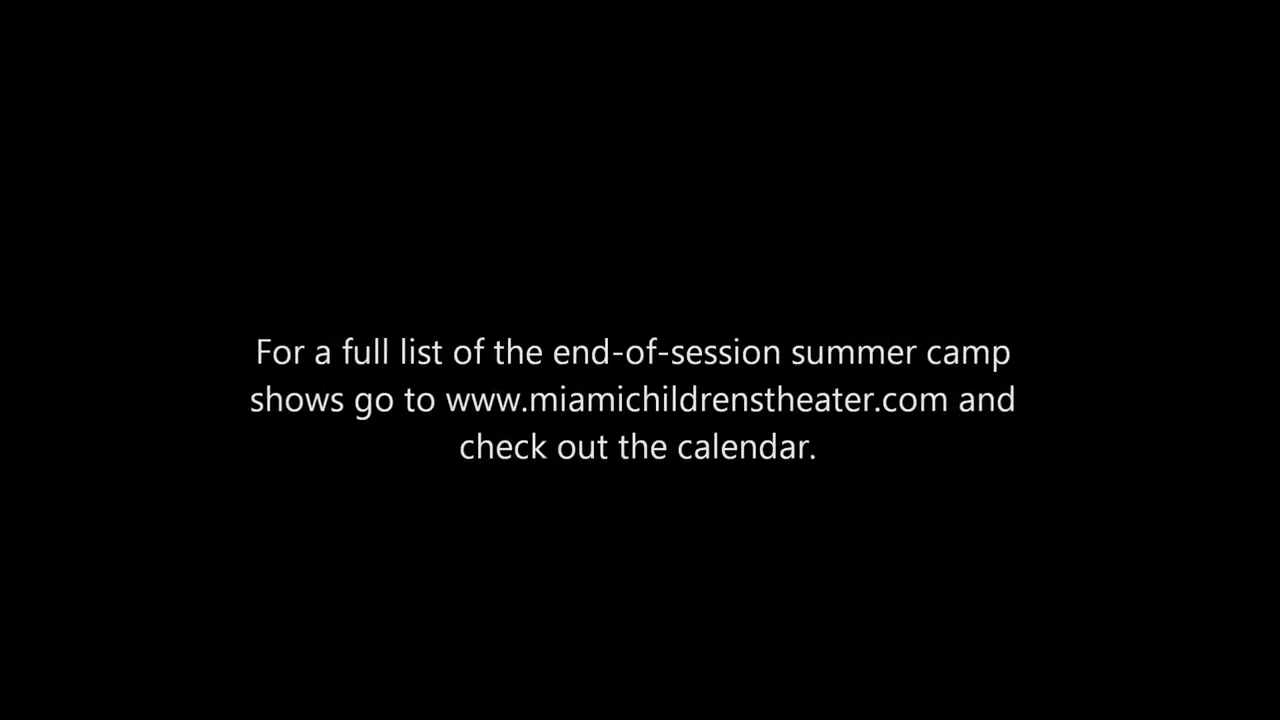 For a full list of the end-of-session summer camp
shows go to www.miamichildrenstheater.com and
check out the calendar.